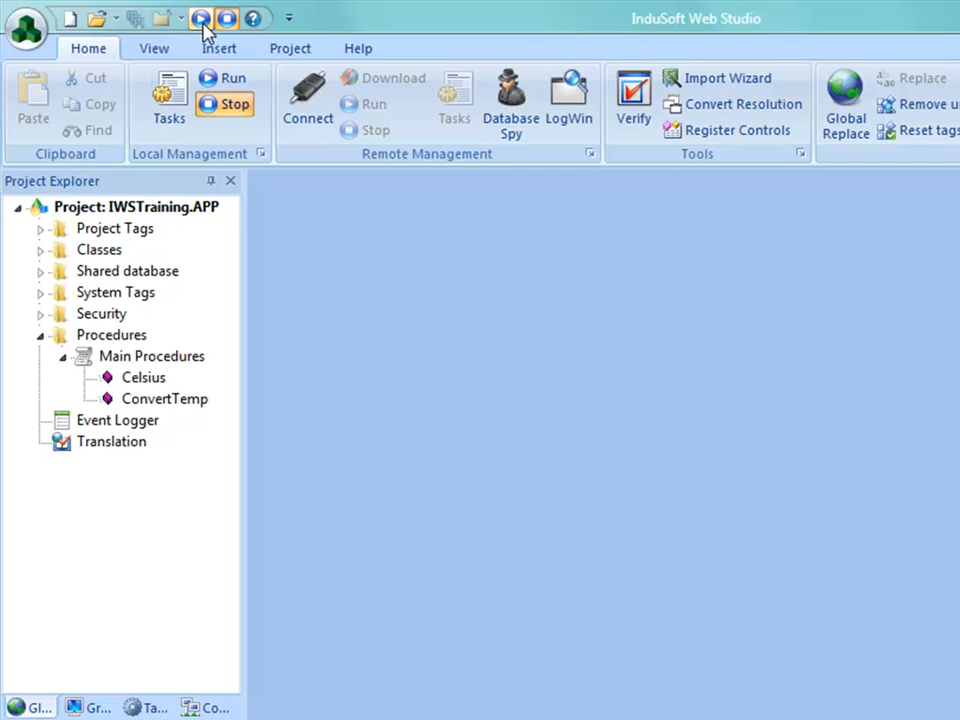 InduSoft Web Studio
Home View Insert Project Help
Paste Cut Copy Find
Clipboard
Tasks Run Stop
Local Management
Connect Download Run Stop Tasks Database Spy LogWin
Remote Management
Verify Import Wizard Convert Resolution Register Controls
Tools
Global Replace Replace Remove u Reset tags
Project Explorer
Project: IWSTraining.APP
Project Tags
Classes
Shared database
System Tags
Security
Procedures
Main Procedures
Celsius
ConvertTemp
Event Logger
Translation
Gl... Gr... Ta... Co...